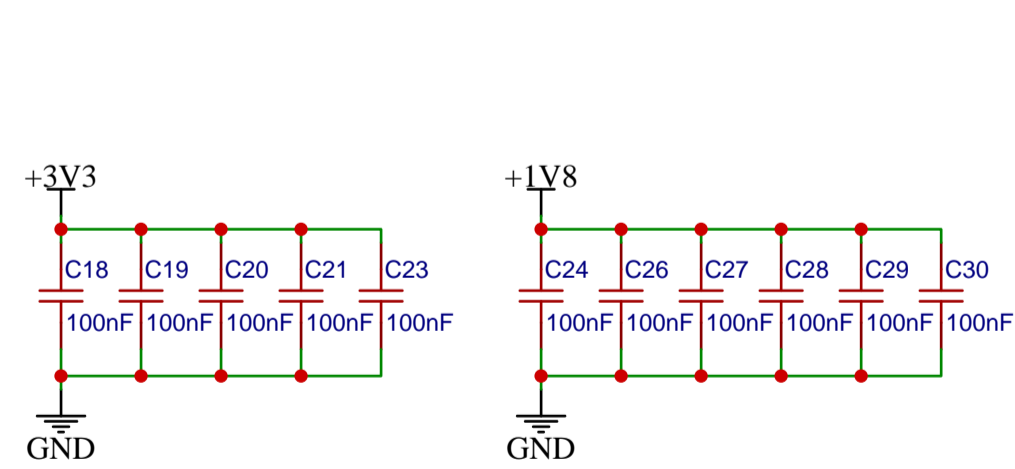 +3V3 +1V8
C18 C19 C20 C21 C23 C24 C26 C27 C28 C29 C30
100nF 100nF 100nF 100nF 100nF 100nF 100nF 100nF 100nF 100nF 100nF
GND GND